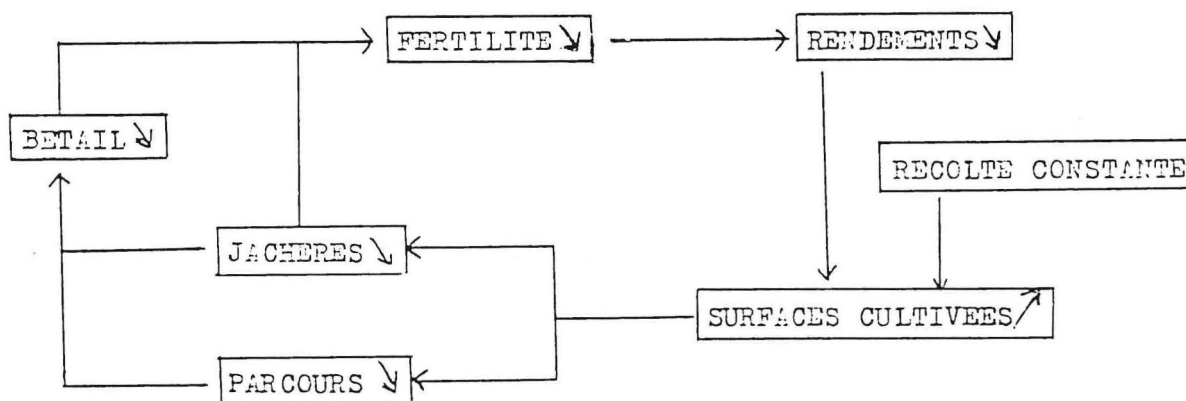 FERTILITE ↘
RENDEMENTS ↘
BETAIL ↘
RECOLTE CONSTANTE
JACHERES ↘
SURFACES CULTIVEES ↗
PARCOURS ↘